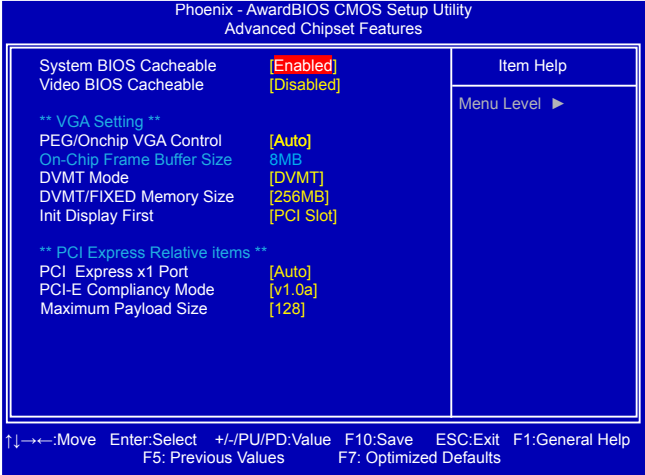 Phoenix - AwardBIOS CMOS Setup Utility
Advanced Chipset Features
System BIOS Cacheable [Enabled]
Video BIOS Cacheable [Disabled]
** VGA Setting **
PEG/Onchip VGA Control [Auto]
On-Chip Frame Buffer Size 8MB
DVMT Mode [DVMT]
DVMT/FIXED Memory Size [256MB]
Init Display First [PCI Slot]
** PCI Express Relative items **
PCI Express x1 Port [Auto]
PCI-E Compliancy Mode [v1.0a]
Maximum Payload Size [128]
Item Help
Menu Level ►
↑↓→←:Move Enter:Select +/-/PU/PD:Value F10:Save ESC:Exit F1:General Help
F5: Previous Values F7: Optimized Defaults